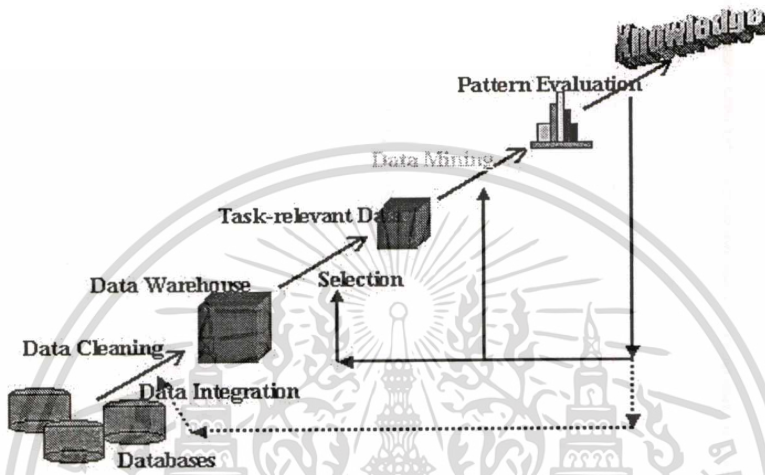 Knowledge
Pattern Evaluation
Data Mining
Task-relevant Data
Selection
Data Warehouse
Data Cleaning
Data Integration
Databases